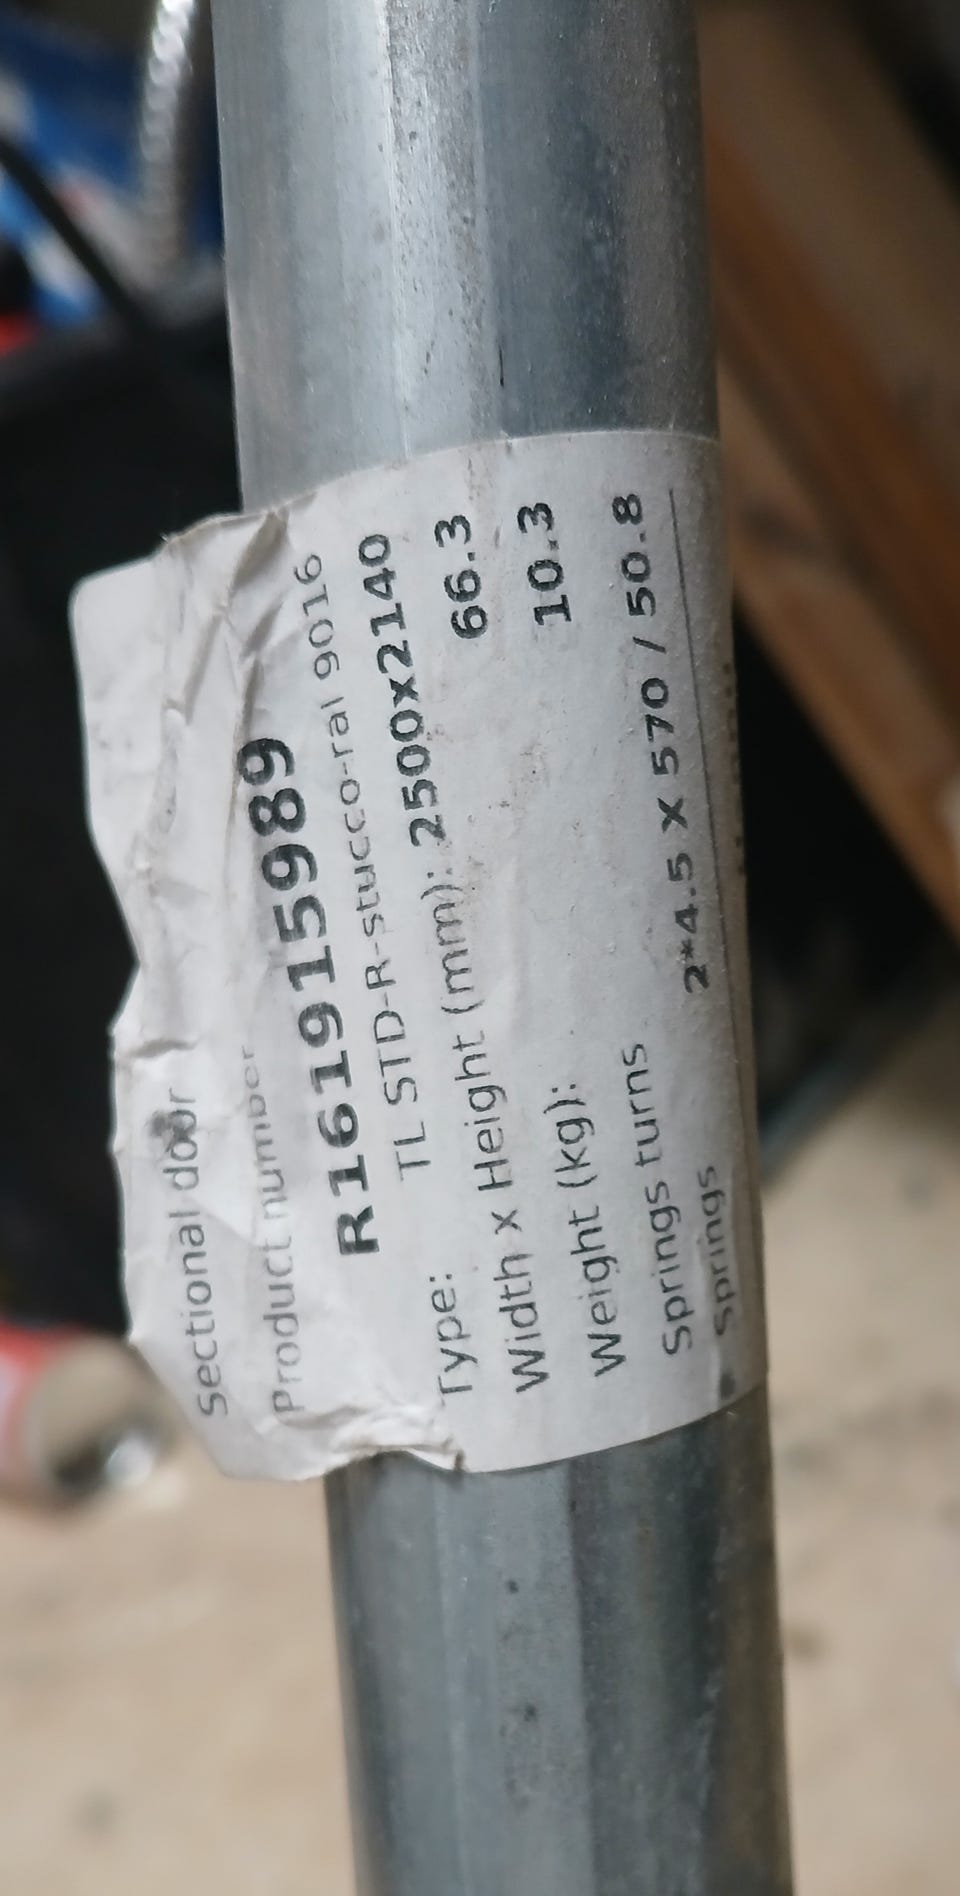 Sectional door
Product number
R161915989
Type: TL STD-R-stucco-ral 9016
Width x Height (mm): 2500x2140
Weight (kg): 66.3
Springs turns 10.3
Springs 2*4.5 X 570 / 50.8